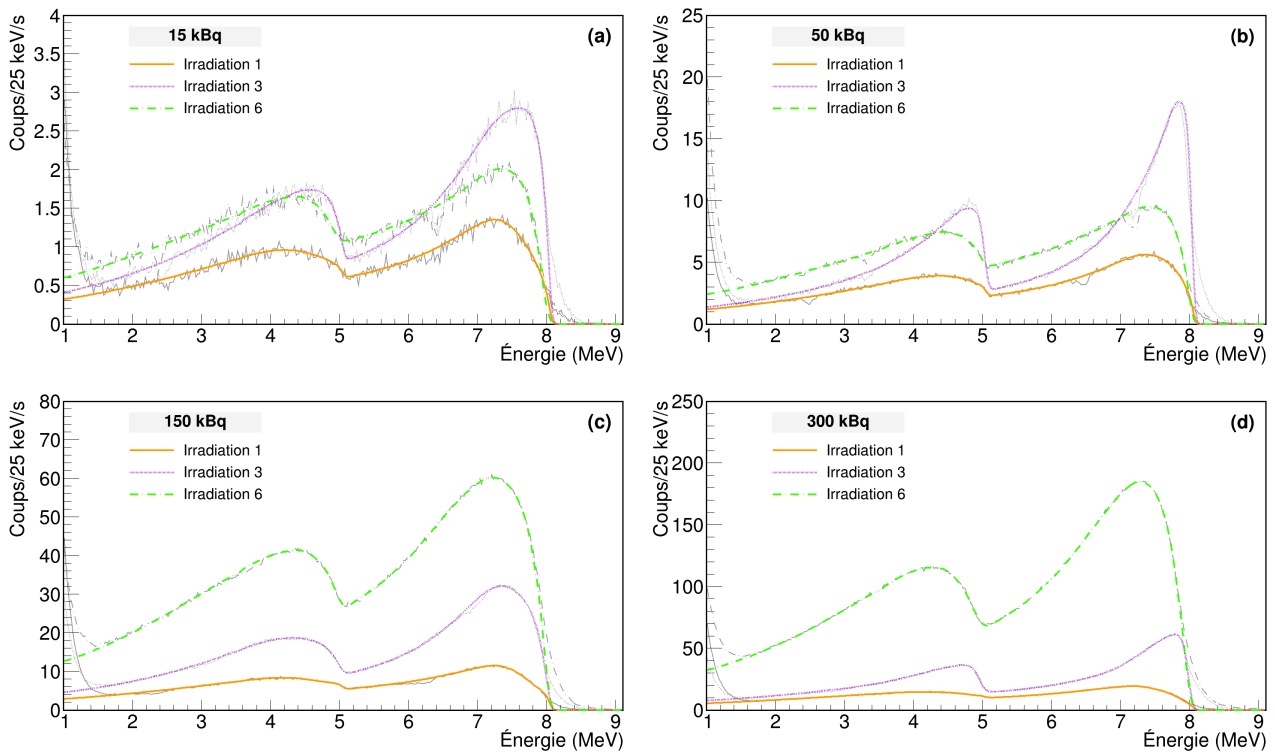 Coups/25 keV/s
4
3.5
3
2.5
2
1.5
1
0.5
0
15 kBq
(a)
Irradiation 1
Irradiation 3
Irradiation 6
1 2 3 4 5 6 7 8 9
Énergie (MeV)
Coups/25 keV/s
25
20
15
10
5
0
50 kBq
(b)
Irradiation 1
Irradiation 3
Irradiation 6
1 2 3 4 5 6 7 8 9
Énergie (MeV)
Coups/25 keV/s
80
70
60
50
40
30
20
10
0
150 kBq
(c)
Irradiation 1
Irradiation 3
Irradiation 6
1 2 3 4 5 6 7 8 9
Énergie (MeV)
Coups/25 keV/s
250
200
150
100
50
0
300 kBq
(d)
Irradiation 1
Irradiation 3
Irradiation 6
1 2 3 4 5 6 7 8 9
Énergie (MeV)